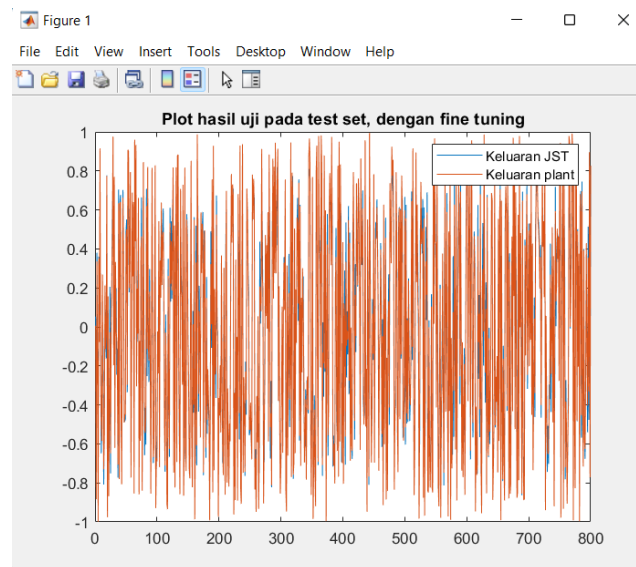 Figure 1
File Edit View Insert Tools Desktop Window Help
Plot hasil uji pada test set, dengan fine tuning
Keluaran JST
Keluaran plant
1
0.8
0.6
0.4
0.2
0
-0.2
-0.4
-0.6
-0.8
-1
0 100 200 300 400 500 600 700 800